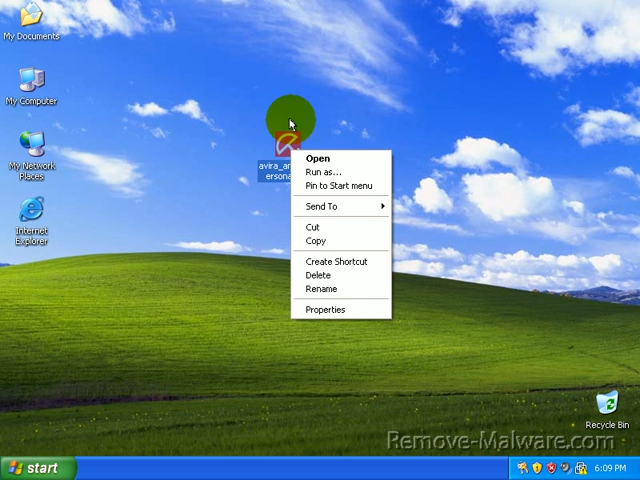 My Documents
My Computer
My Network
Places
Internet
Explorer
avira_an
ersona
Open
Run as...
Pin to Start menu
Send To
Cut
Copy
Create Shortcut
Delete
Rename
Properties
Recycle Bin
Remove-Malware.com
start
6:09 PM